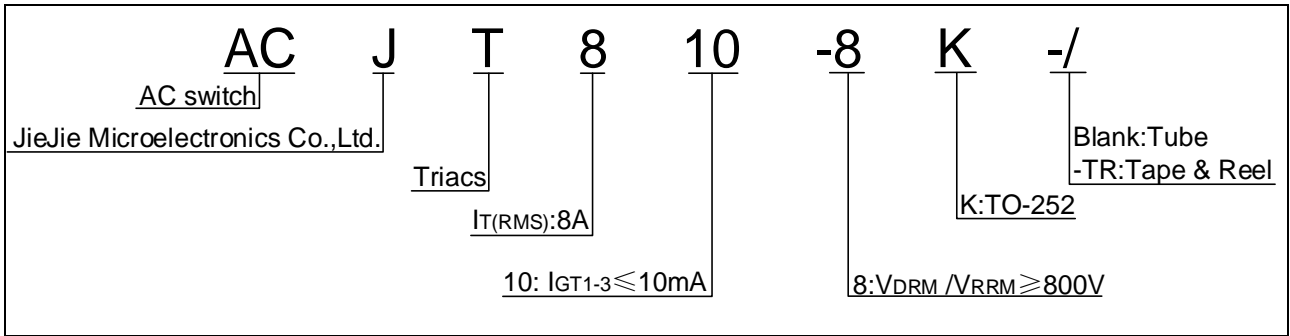 AC J T 8 10 -8 K -/
AC switch
JieJie Microelectronics Co.,Ltd.
Triacs
IT(RMS):8A
10: IGT1-3≤10mA
8:VDRM /VRRM≥800V
K:TO-252
Blank:Tube
-TR:Tape & Reel